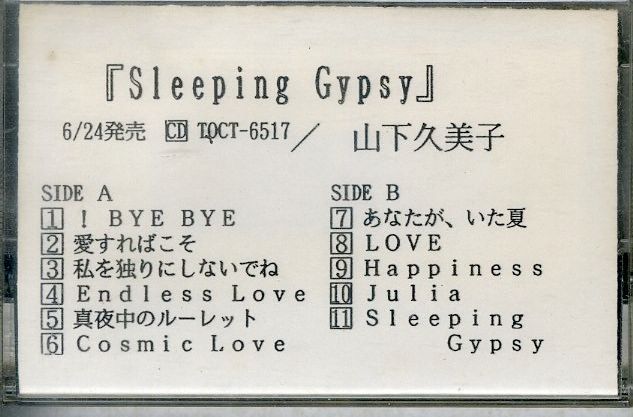 『Sleeping Gypsy』
6/24発売 CD TOCT-6517／ 山下久美子
SIDE A
1 ! BYE BYE
2 愛すればこそ
3 私を独りにしないでね
4 Endless Love
5 真夜中のルーレット
6 Cosmic Love
SIDE B
7 あなたが、いた夏
8 LOVE
9 Happiness
10 Julia
11 Sleeping
Gypsy